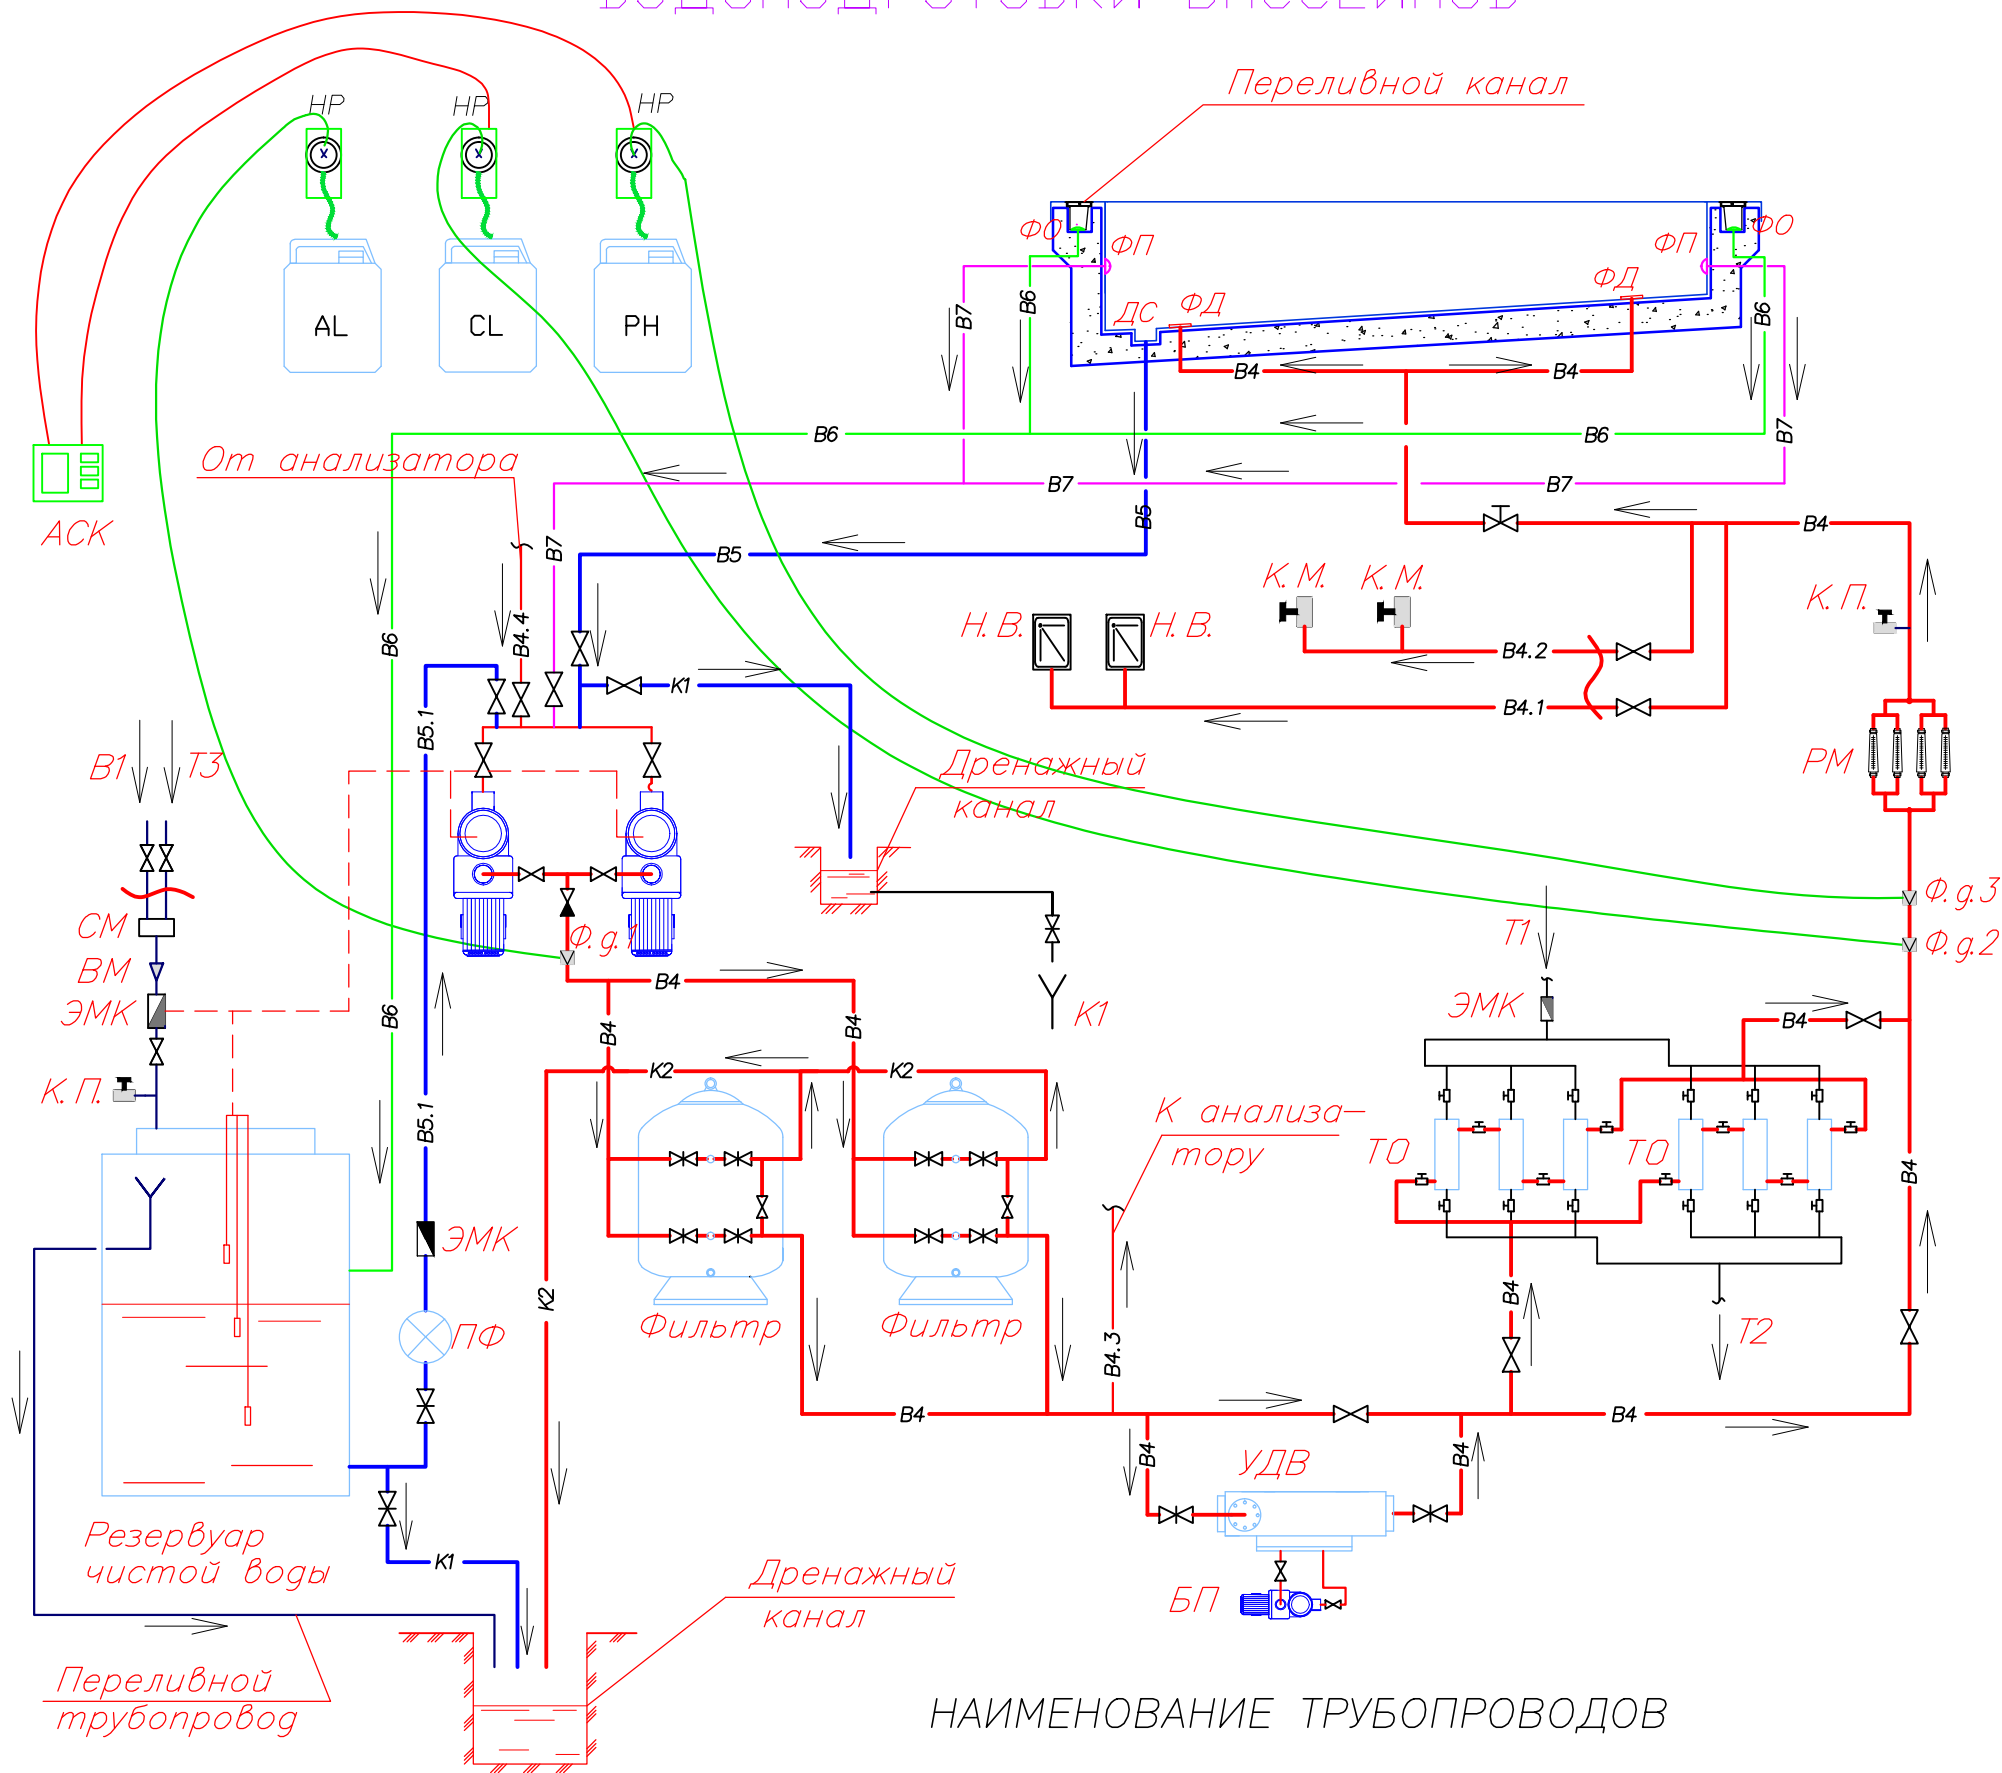 ВОДОПОДГОТОВКИ БАССЕЙНОВ
Переливной канал
НР
НР
НР
AL
CL
PH
ФО
ФП
ФП
ФО
ДС
ФД
ФД
В7
В6
В6
В7
В4
В4
В6
В6
В7
В7
В5
От анализатора
АСК
В4
В5
В7
В4.4
В6
К.М.
К.М.
К.П.
Н.В.
Н.В.
В4.2
В4.1
К1
В5.1
В1
Т3
РМ
Дренажный
канал
СМ
ВМ
ЭМК
К.П.
Ф.д.1
Ф.д.3
Ф.д.2
Т1
ЭМК
В4
В4
В4
В4
К1
В6
К2
К2
В5.1
К анализа-
тору
ТО
ТО
В4
ЭМК
ПФ
К2
Фильтр
Фильтр
В4.3
В4
Т2
В4
В4
В4
В4
УДВ
Резервуар
чистой воды
К1
БП
Дренажный
канал
Переливной
трубопровод
НАИМЕНОВАНИЕ ТРУБОПРОВОДОВ